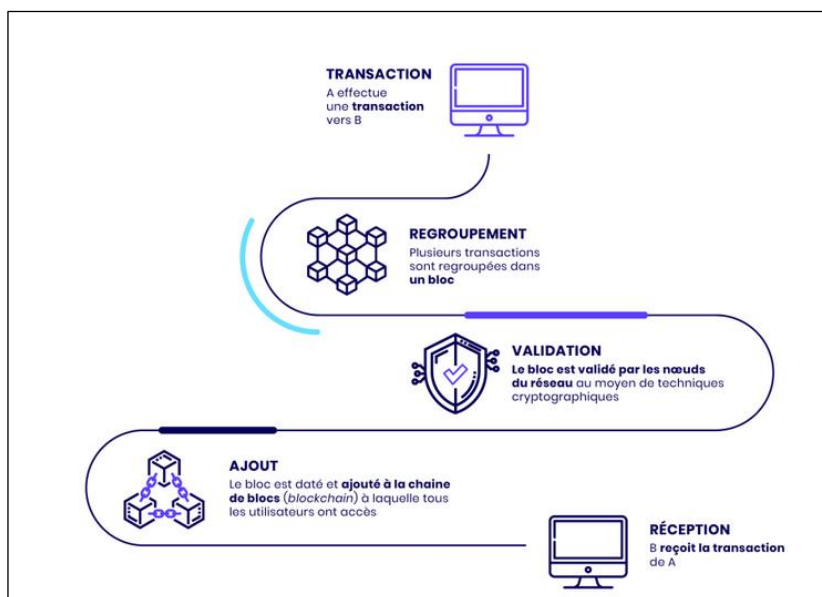 TRANSACTION
A effectue
une transaction
vers B
REGROUPEMENT
Plusieurs transactions
sont regroupées dans
un bloc
VALIDATION
Le bloc est validé par les nœuds
du réseau au moyen de techniques
cryptographiques
AJOUT
Le bloc est daté et ajouté à la chaine
de blocs (blockchain) à laquelle tous
les utilisateurs ont accès
RÉCEPTION
B reçoit la transaction
de A